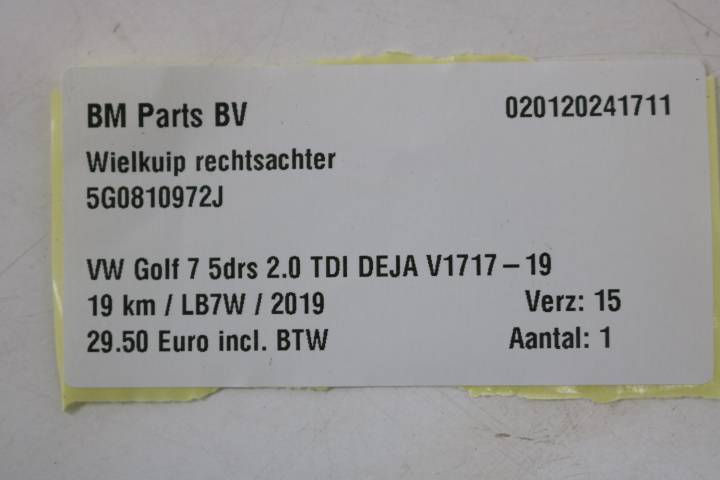 BM Parts BV 020120241711
Wielkuip rechtsachter
5G0810972J
VW Golf 7 5drs 2.0 TDI DEJA V1717 – 19
19 km / LB7W / 2019 Verz: 15
29.50 Euro incl. BTW Aantal: 1